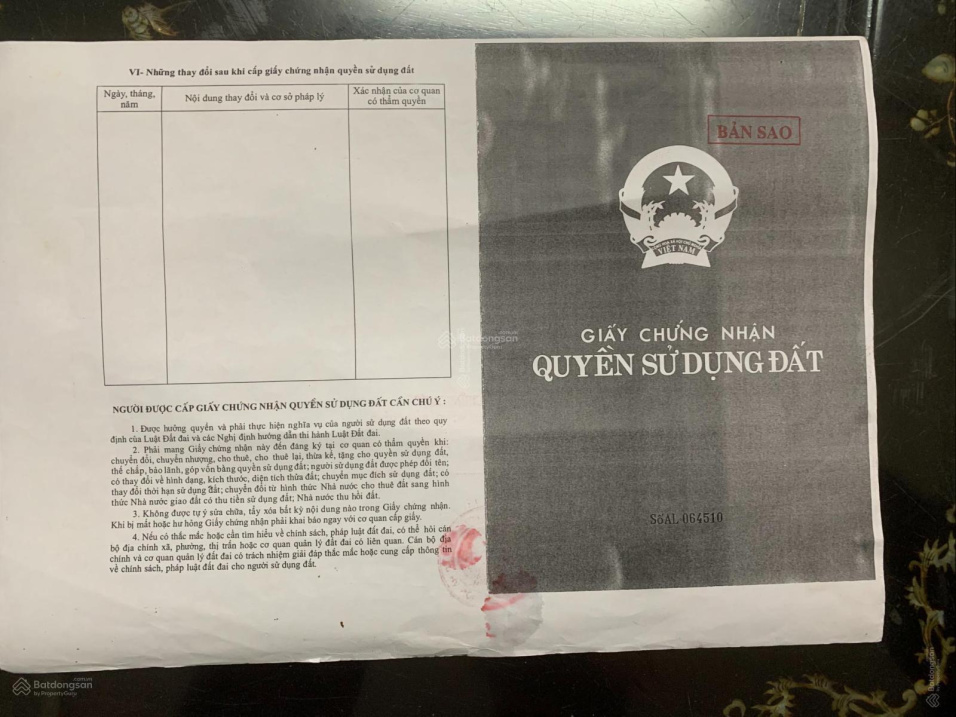 VI- Những thay đổi sau khi cấp giấy chứng nhận quyền sử dụng đất
Ngày, tháng, năm
Nội dung thay đổi và cơ sở pháp lý
Xác nhận của cơ quan có thẩm quyền
NGƯỜI ĐƯỢC CẤP GIẤY CHỨNG NHẬN QUYỀN SỬ DỤNG ĐẤT CẦN CHÚ Ý :
1. Được hưởng quyền và phải thực hiện nghĩa vụ của người sử dụng đất theo quy
định của Luật Đất đai và các Nghị định hướng dẫn thi hành Luật Đất đai.
2. Phải mang Giấy chứng nhận này đến đăng ký tại cơ quan có thẩm quyền khi:
chuyển đổi, chuyển nhượng, cho thuê, cho thuê lại, thừa kế, tặng cho quyền sử dụng đất,
thế chấp, bảo lãnh, góp vốn bằng quyền sử dụng đất; người sử dụng đất được phép đổi tên;
có thay đổi về hình dạng, kích thước, diện tích thửa đất; chuyển mục đích sử dụng đất; có
thay đổi thời hạn sử dụng đất; chuyển đổi từ hình thức Nhà nước cho thuê đất sang hình
thức Nhà nước giao đất có thu tiền sử dụng đất; Nhà nước thu hồi đất.
3. Không được tự ý sửa chữa, tẩy xóa bất kỳ nội dung nào trong Giấy chứng nhận.
Khi bị mất hoặc hư hỏng Giấy chứng nhận phải khai báo ngay với cơ quan cấp giấy.
4. Nếu có thắc mắc hoặc cần tìm hiểu về chính sách, pháp luật đất đai, có thể hỏi cán
bộ địa chính xã, phường, thị trấn hoặc cơ quan quản lý đất đai có liên quan. Cán bộ địa
chính và cơ quan quản lý đất đai có trách nhiệm giải đáp thắc mắc hoặc cung cấp thông tin
về chính sách, pháp luật đất đai cho người sử dụng đất.
BẢN SAO
VIỆT NAM
GIẤY CHỨNG NHẬN
QUYỀN SỬ DỤNG ĐẤT
Số AL 064510
Batdongsan.com.vn
by PropertyGuru
Batdongsan.com.vn
by PropertyGuru
Batdongsan